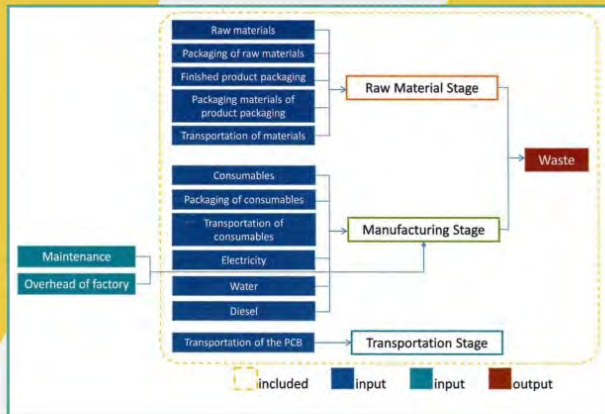 Raw materials
Packaging of raw materials
Finished product packaging
Packaging materials of
product packaging
Transportation of materials
Raw Material Stage
Waste
Consumables
Packaging of consumables
Transportation of
consumables
Electricity
Water
Diesel
Manufacturing Stage
Maintenance
Overhead of factory
Transportation of the PCB
Transportation Stage
included
input
input
output